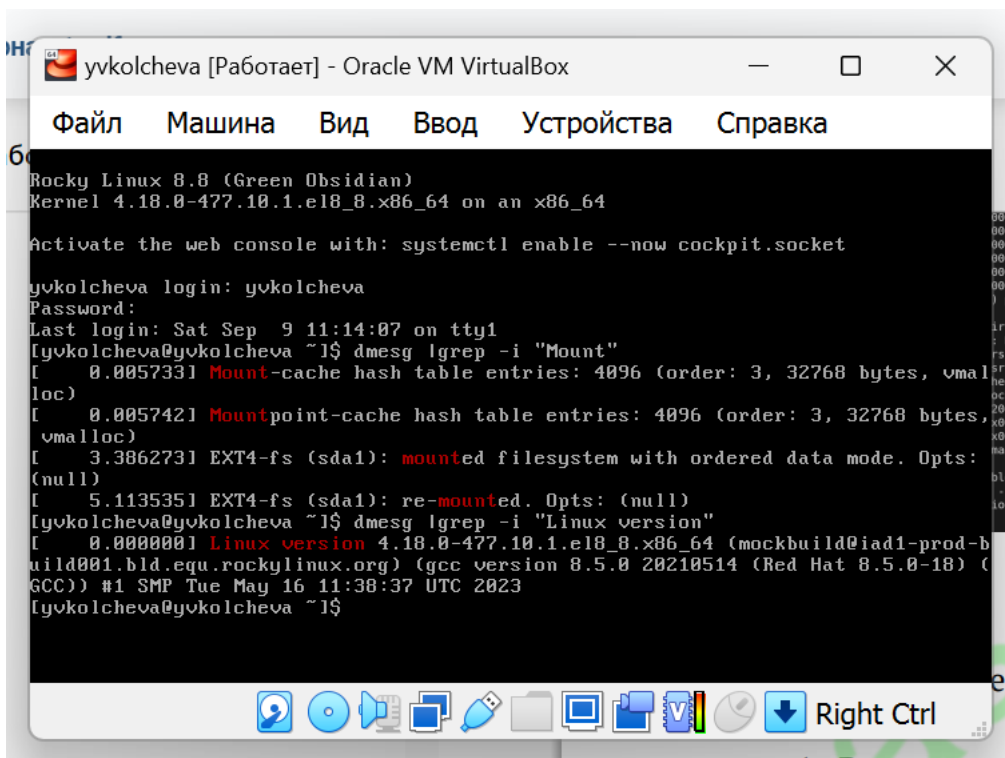 64
yvkolcheva [Работает] - Oracle VM VirtualBox
Файл Машина Вид Ввод Устройства Справка
Rocky Linux 8.8 (Green Obsidian)
Kernel 4.18.0-477.10.1.el8_8.x86_64 on an x86_64
Activate the web console with: systemctl enable --now cockpit.socket
yvkolcheva login: yvkolcheva
Password:
Last login: Sat Sep  9 11:14:07 on tty1
[yvkolcheva@yvkolcheva ~]$ dmesg |grep -i "Mount"
[    0.005733] Mount-cache hash table entries: 4096 (order: 3, 32768 bytes, vmal
loc)
[    0.005742] Mountpoint-cache hash table entries: 4096 (order: 3, 32768 bytes,
 vmalloc)
[    3.386273] EXT4-fs (sda1): mounted filesystem with ordered data mode. Opts:
(null)
[    5.113535] EXT4-fs (sda1): re-mounted. Opts: (null)
[yvkolcheva@yvkolcheva ~]$ dmesg |grep -i "Linux version"
[    0.000000] Linux version 4.18.0-477.10.1.el8_8.x86_64 (mockbuild@iad1-prod-b
uild001.bld.equ.rockylinux.org) (gcc version 8.5.0 20210514 (Red Hat 8.5.0-18) (
GCC)) #1 SMP Tue May 16 11:38:37 UTC 2023
[yvkolcheva@yvkolcheva ~]$
Right Ctrl